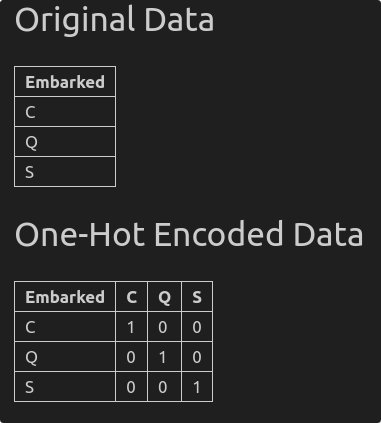 Original Data
Embarked
C
Q
S
One-Hot Encoded Data
Embarked C Q S
C 1 0 0
Q 0 1 0
S 0 0 1